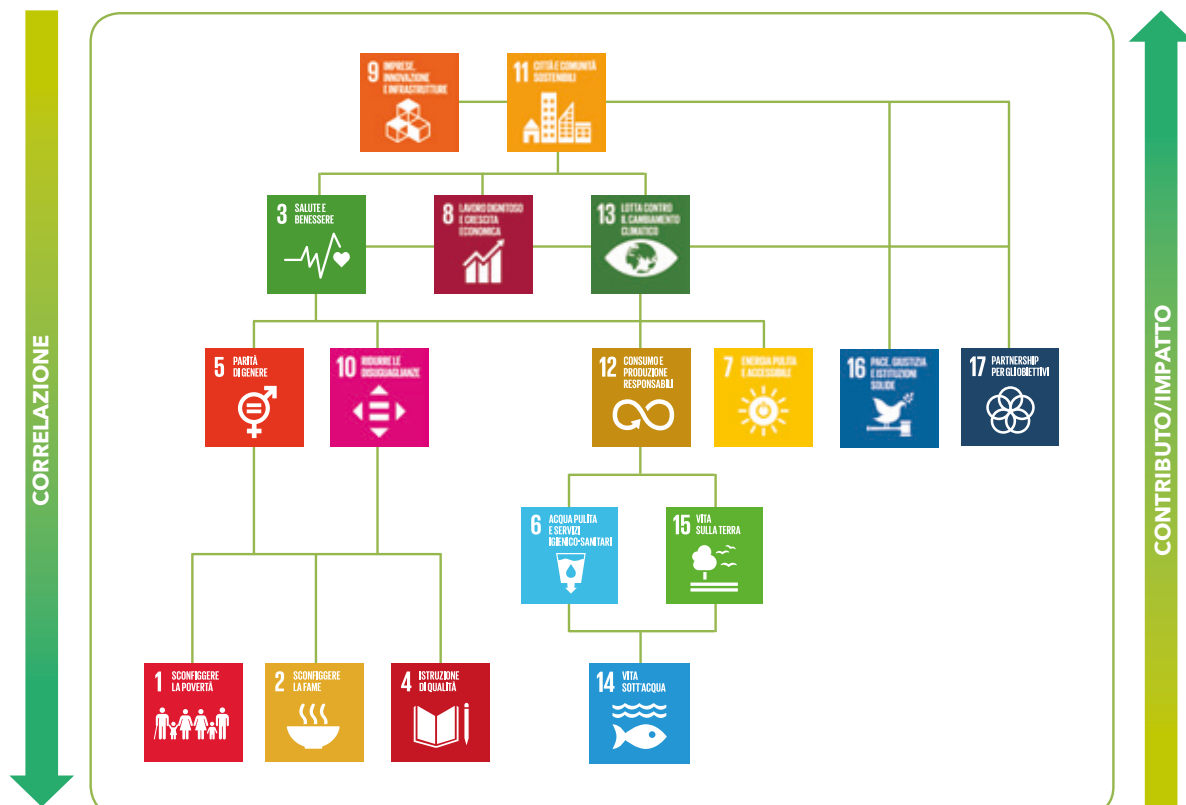 CORRELAZIONE
9 IMPRESE,
INNOVAZIONE
E INFRASTRUTTURE
11 CITTÀ E COMUNITÀ
SOSTENIBILI
3 SALUTE E
BENESSERE
8 LAVORO DIGNITOSO
E CRESCITA
ECONOMICA
13 LOTTA CONTRO
IL CAMBIAMENTO
CLIMATICO
5 PARITÀ
DI GENERE
10 RIDURRE LE
DISUGUAGLIANZE
12 CONSUMO E
PRODUZIONE
RESPONSABILI
7 ENERGIA PULITA
E ACCESSIBILE
16 PACE, GIUSTIZIA
E ISTITUZIONI
SOLIDE
17 PARTNERSHIP
PER GLI OBIETTIVI
6 ACQUA PULITA
E SERVIZI
IGIENICO-SANITARI
15 VITA
SULLA TERRA
1 SCONFIGGERE
LA POVERTÀ
2 SCONFIGGERE
LA FAME
4 ISTRUZIONE
DI QUALITÀ
14 VITA
SOTT'ACQUA
CONTRIBUTO/IMPATTO